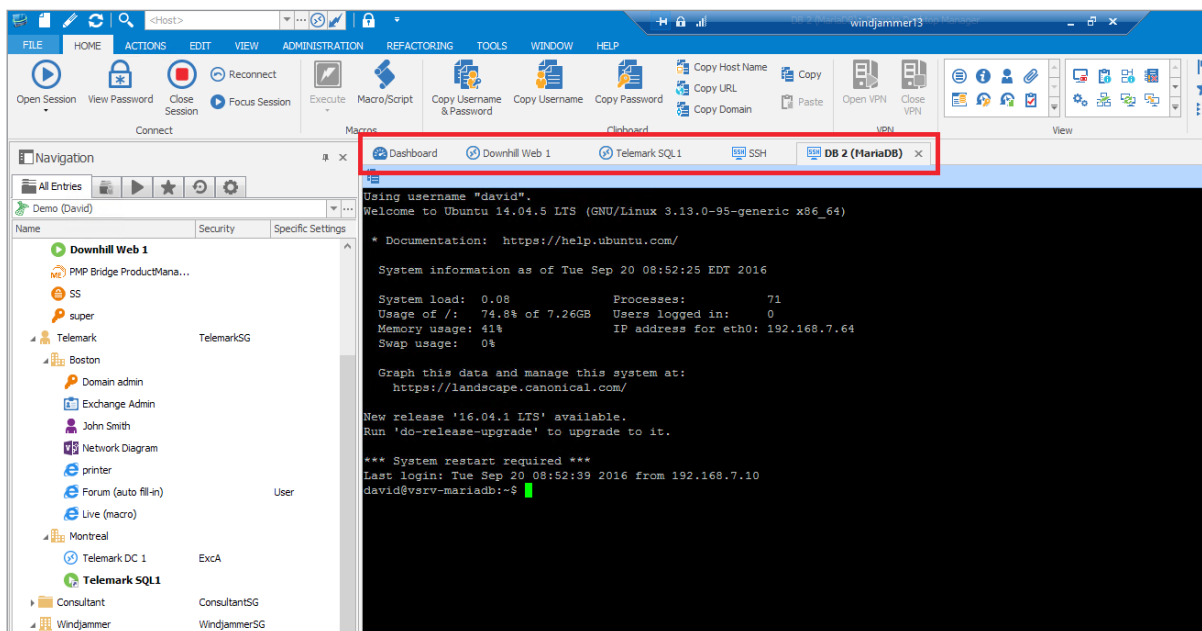 <Host>
windjammer13
FILE HOME ACTIONS EDIT VIEW ADMINISTRATION REFACTORING TOOLS WINDOW HELP
Open Session
View Password
Close Session
Reconnect
Focus Session
Connect
Execute
Macro/Script
Macros
Copy Username & Password
Copy Username
Copy Password
Copy Host Name
Copy URL
Copy Domain
Copy
Paste
Clipboard
Open VPN
Close VPN
VPN
View
Navigation
All Entries
Demo (David)
Name Security Specific Settings
Downhill Web 1
PMP Bridge ProductMana...
SS
super
Telemark TelemarkSG
Boston
Domain admin
Exchange Admin
John Smith
Network Diagram
printer
Forum (auto fill-in) User
Live (macro)
Montreal
Telemark DC 1 ExcA
Telemark SQL1
Consultant ConsultantSG
Windjammer WindjammerSG
Dashboard Downhill Web 1 Telemark SQL1 SSH SSH SSH DB 2 (MariaDB)
Using username "david".
Welcome to Ubuntu 14.04.5 LTS (GNU/Linux 3.13.0-95-generic x86_64)
* Documentation: https://help.ubuntu.com/
System information as of Tue Sep 20 08:52:25 EDT 2016
System load: 0.08 Processes: 71
Usage of /: 74.8% of 7.26GB Users logged in: 0
Memory usage: 41% IP address for eth0: 192.168.7.64
Swap usage: 0%
Graph this data and manage this system at:
https://landscape.canonical.com/
New release '16.04.1 LTS' available.
Run 'do-release-upgrade' to upgrade to it.
*** System restart required ***
Last login: Tue Sep 20 08:52:39 2016 from 192.168.7.10
david@vsrv-mariadb:~$